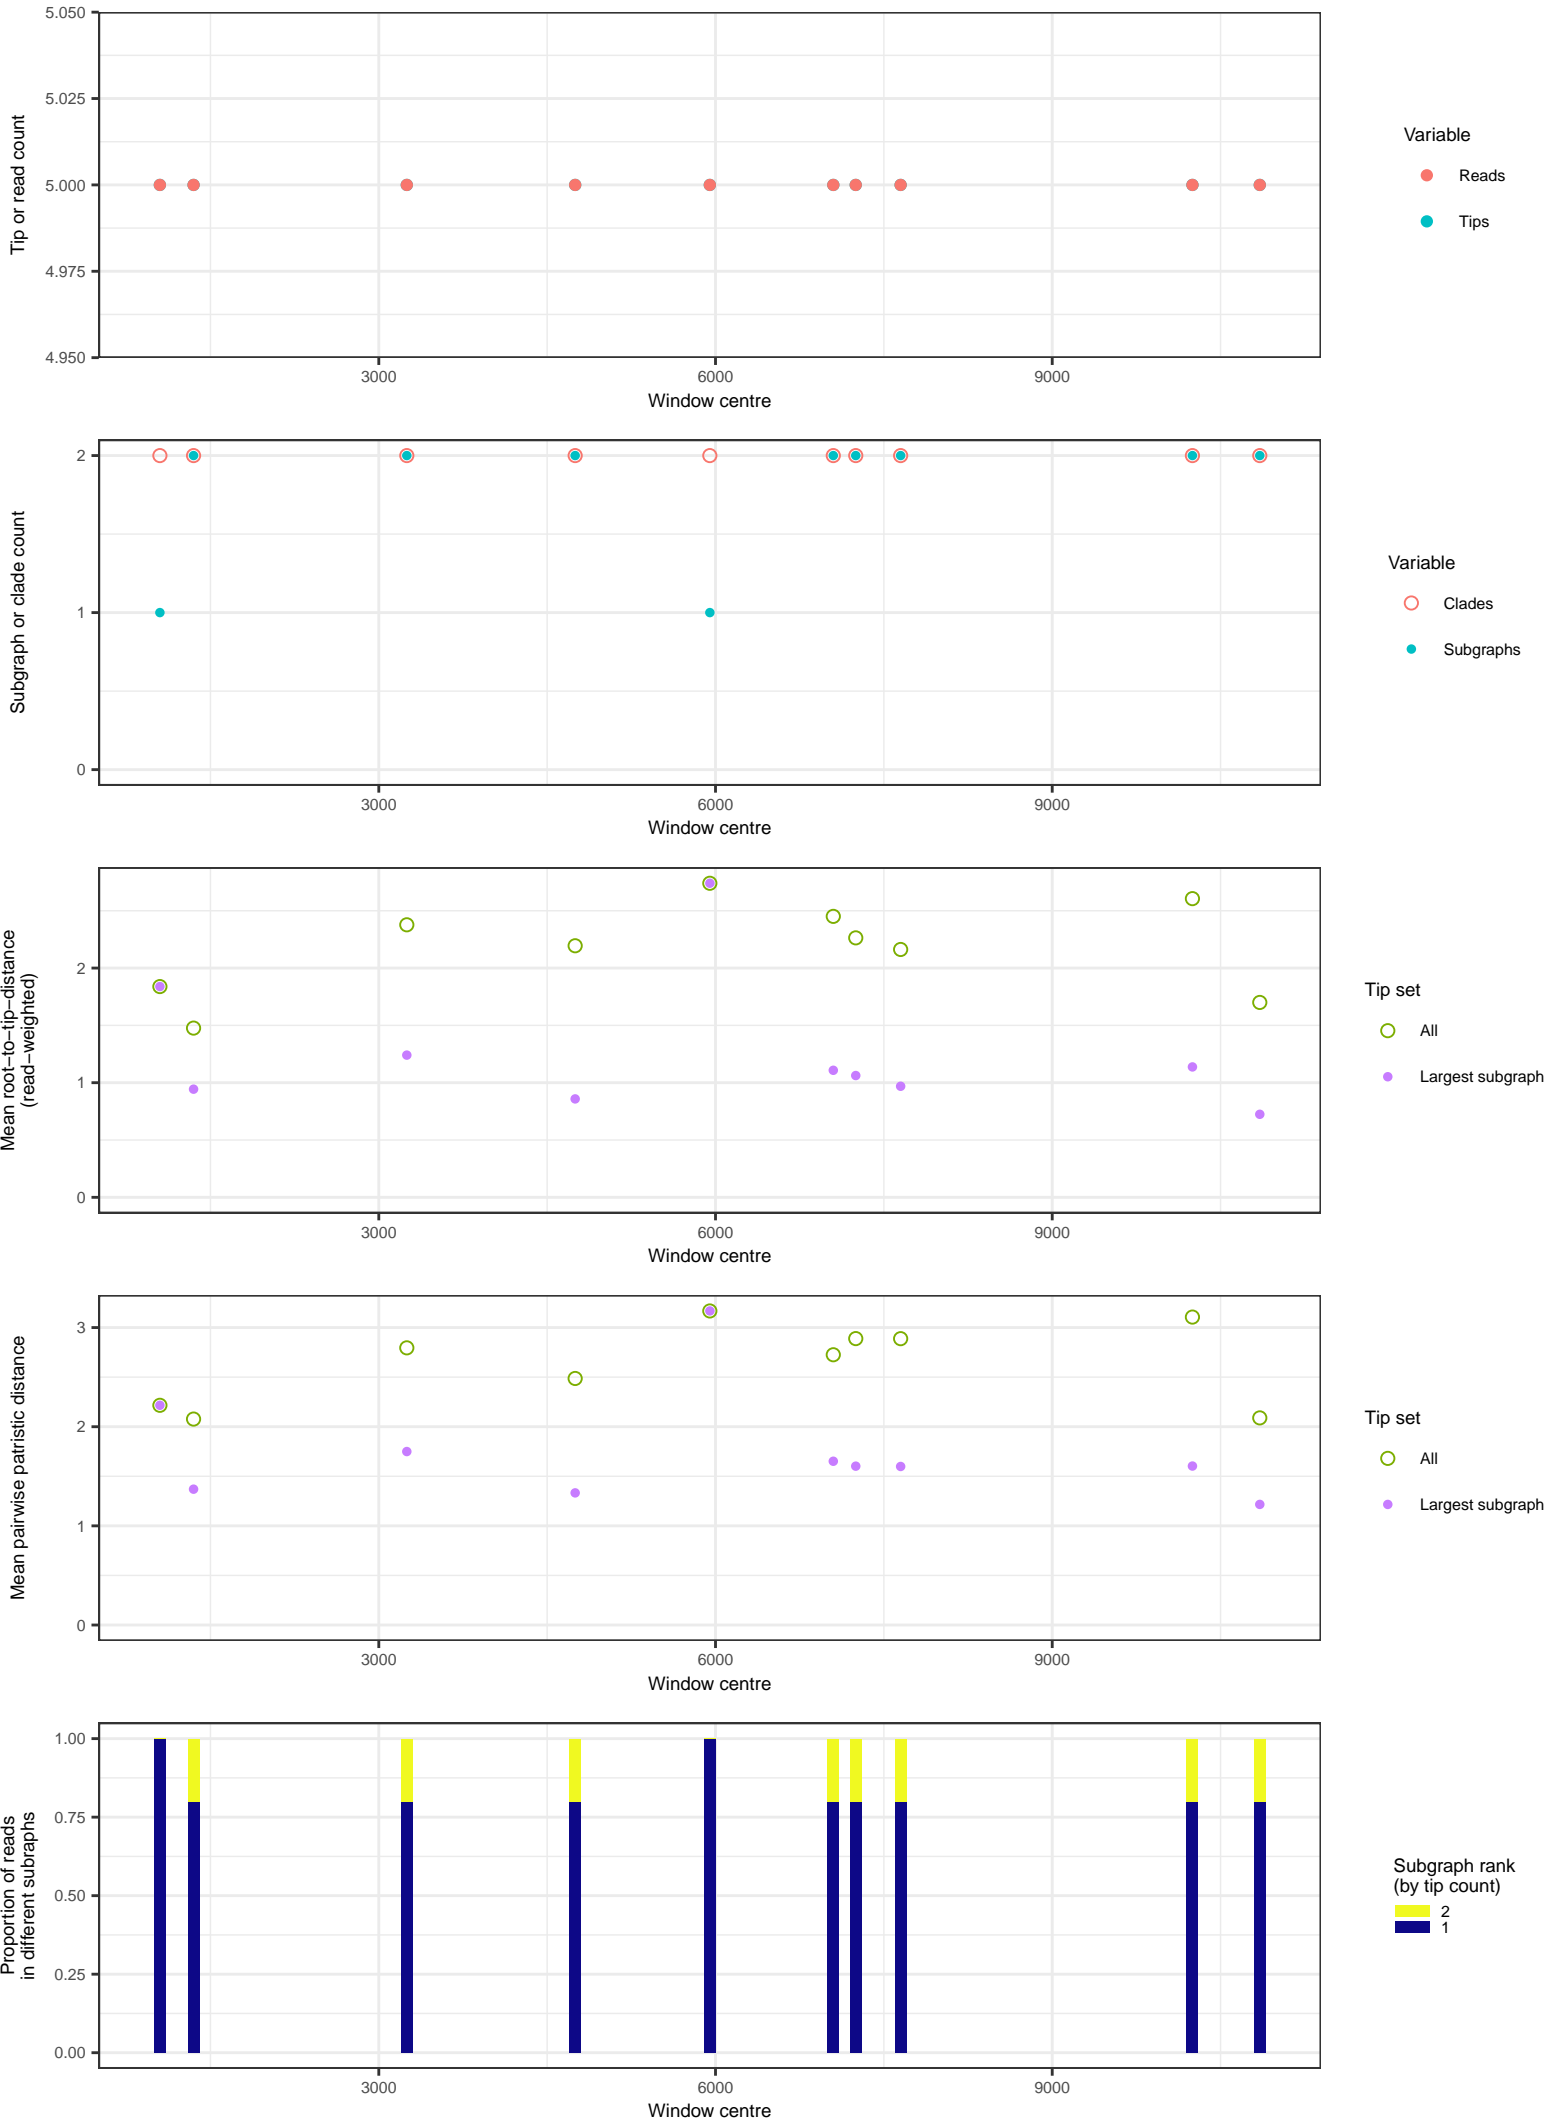 5.050
5.025
5.000
4.975
4.950
Tip or read count
3000 6000 9000
Window centre
Variable
Reads
Tips
2
1
0
Subgraph or clade count
3000 6000 9000
Window centre
Variable
Clades
Subgraphs
2
1
0
Mean root−to−tip−distance
(read−weighted)
3000 6000 9000
Window centre
Tip set
All
Largest subgraph
3
2
1
0
Mean pairwise patristic distance
3000 6000 9000
Window centre
Tip set
All
Largest subgraph
1.00
0.75
0.50
0.25
0.00
Proportion of reads
in different subraphs
3000 6000 9000
Window centre
Subgraph rank
(by tip count)
2
1